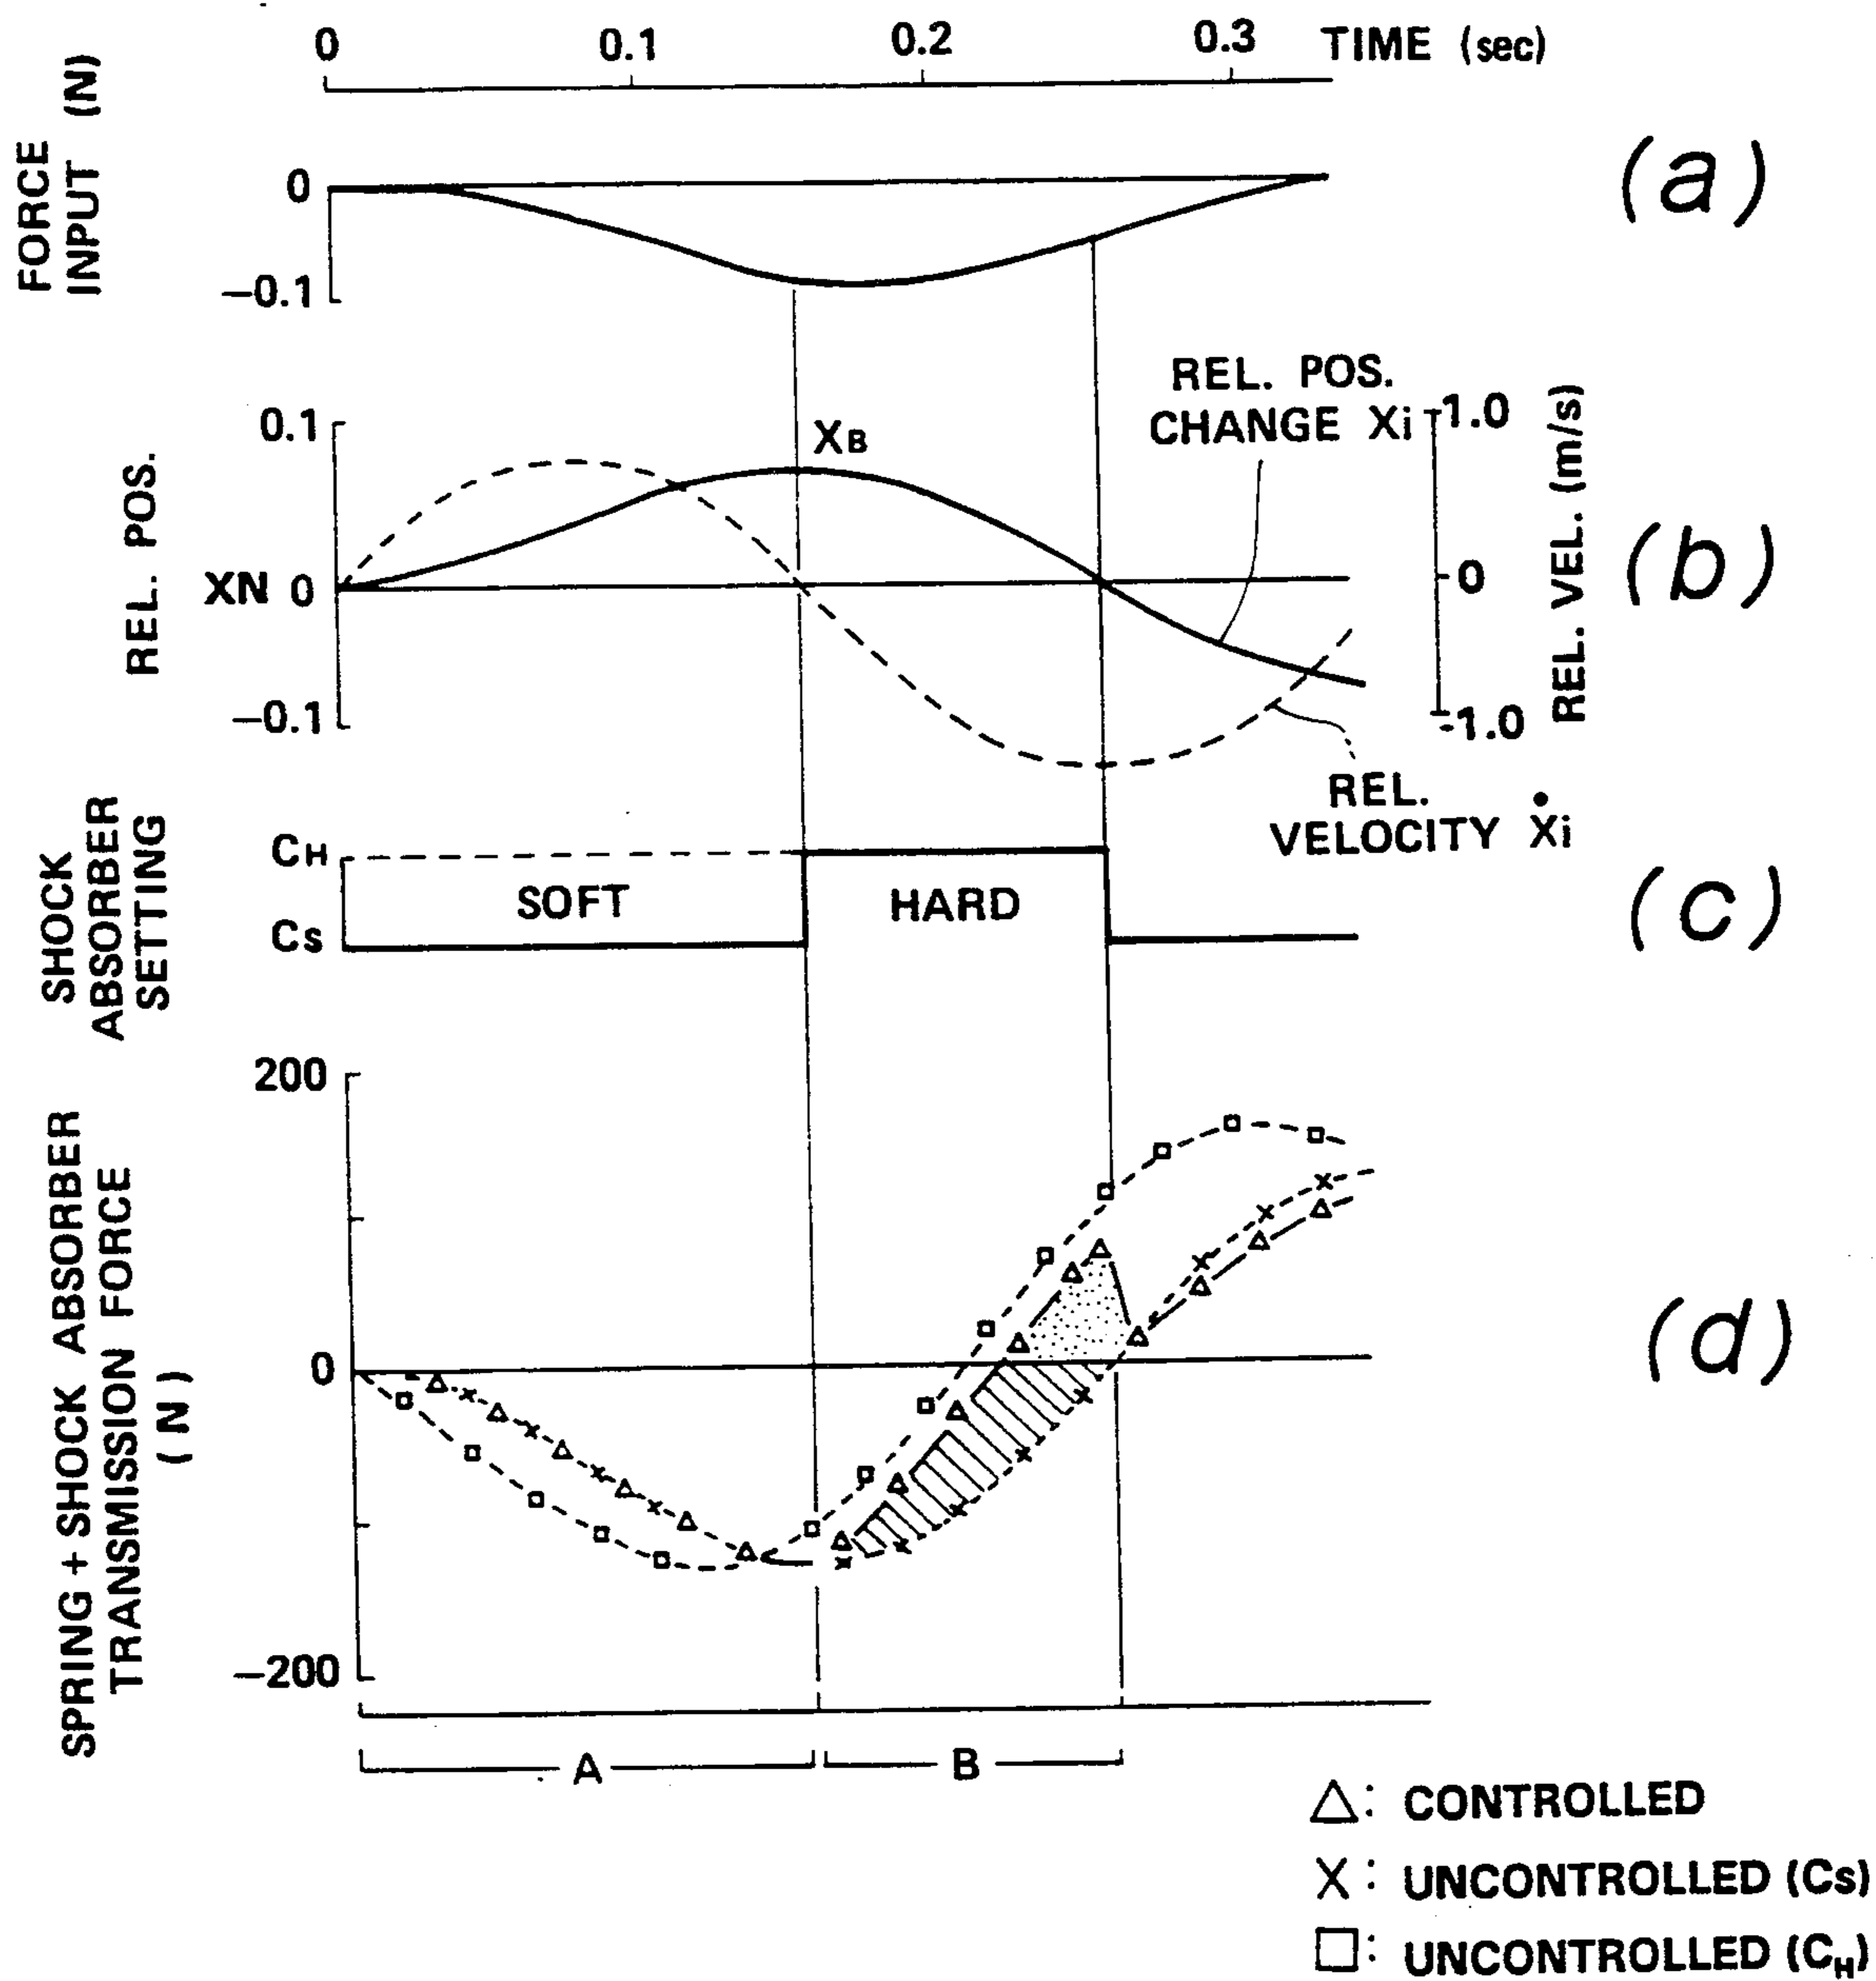 0 0.1 0.2 0.3 TIME (sec)
FORCE
INPUT (N)
0
−0.1
(a)
REL. POS.
0.1
XN 0
−0.1
XB
REL. POS.
CHANGE Xi
1.0
0
-1.0
REL. VEL. (m/s)
(b)
REL.
VELOCITY Ẋi
SHOCK
ABSORBER
SETTING
CH
CS
SOFT
HARD
(c)
SPRING + SHOCK ABSORBER
TRANSMISSION FORCE
(N)
200
0
−200
(d)
A
B
△: CONTROLLED
X: UNCONTROLLED (Cs)
□: UNCONTROLLED (CH)